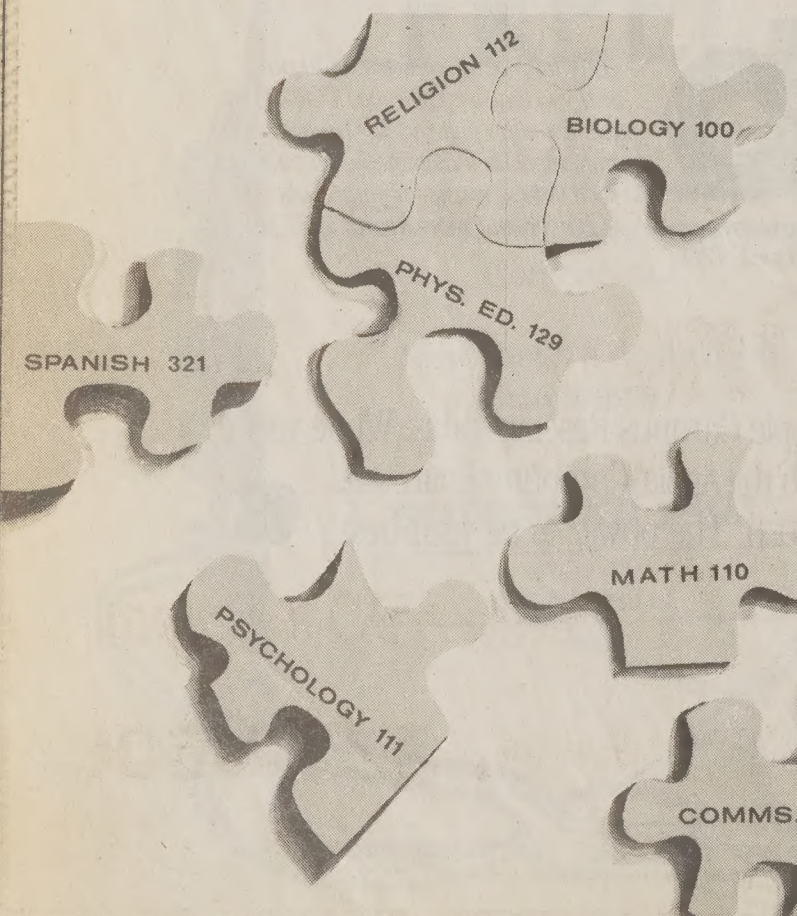 RELIGION 112
BIOLOGY 100
PHYS. ED. 129
SPANISH 321
MATH 110
PSYCHOLOGY 111
COMMS.